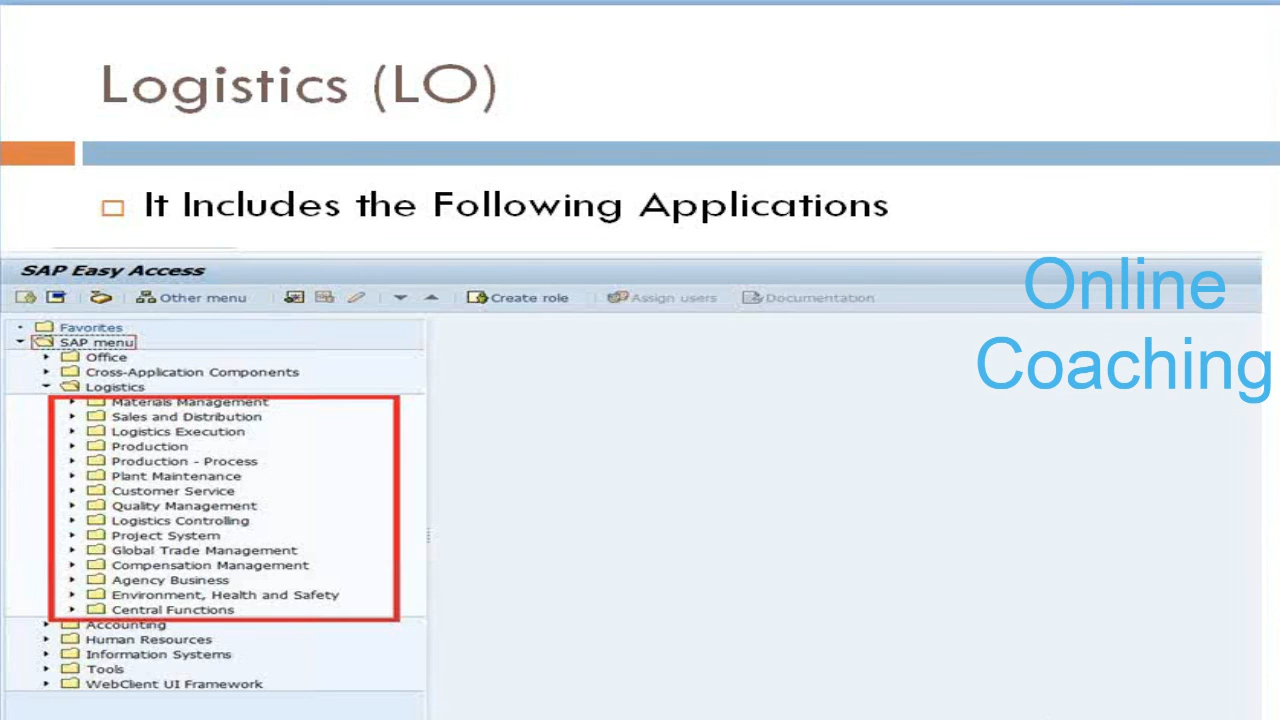 Logistics (LO)
It Includes the Following Applications
SAP Easy Access
Other menu Create role Assign users Documentation
Online
Coaching
Favorites
SAP menu
Office
Cross-Application Components
Logistics
Materials Management
Sales and Distribution
Logistics Execution
Production
Production - Process
Plant Maintenance
Customer Service
Quality Management
Logistics Controlling
Project System
Global Trade Management
Compensation Management
Agency Business
Environment, Health and Safety
Central Functions
Accounting
Human Resources
Information Systems
Tools
WebClient UI Framework